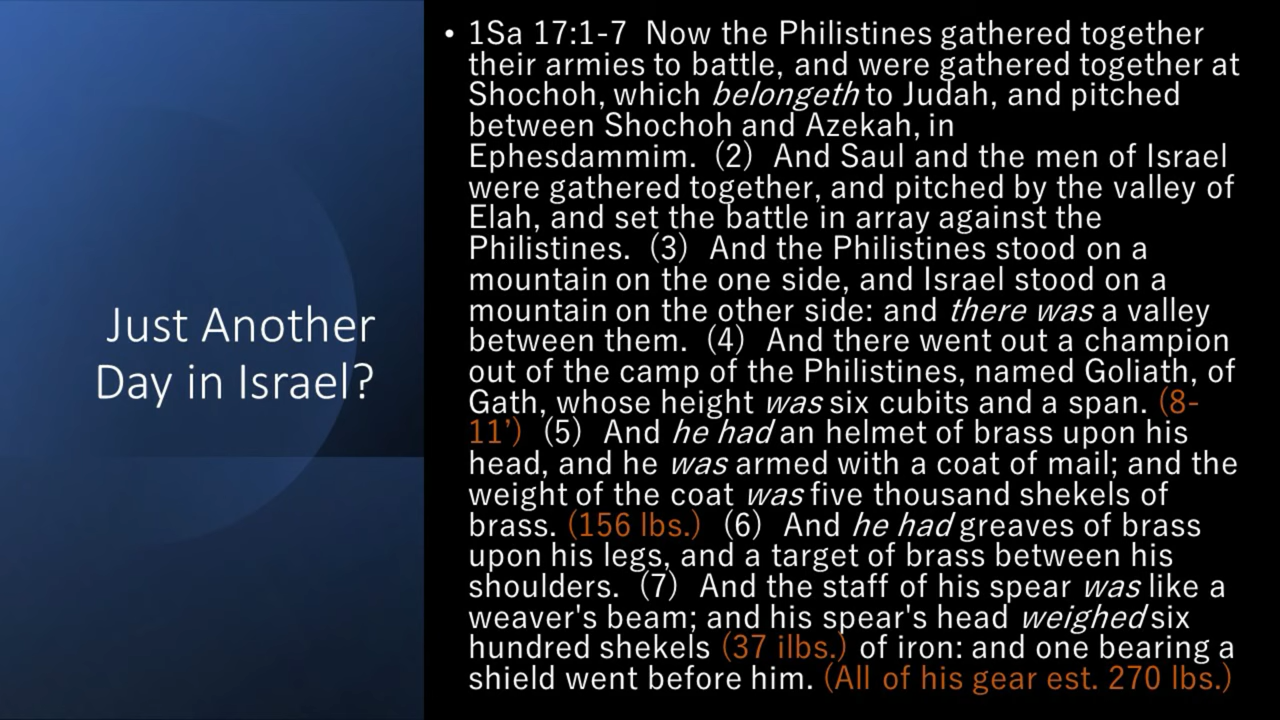 Just Another
Day in Israel?
• 1Sa 17:1-7  Now the Philistines gathered together
their armies to battle, and were gathered together at
Shochoh, which belongeth to Judah, and pitched
between Shochoh and Azekah, in
Ephesdammim.  (2)  And Saul and the men of Israel
were gathered together, and pitched by the valley of
Elah, and set the battle in array against the
Philistines.  (3)  And the Philistines stood on a
mountain on the one side, and Israel stood on a
mountain on the other side: and there was a valley
between them.  (4)  And there went out a champion
out of the camp of the Philistines, named Goliath, of
Gath, whose height was six cubits and a span. (8-
11’)  (5)  And he had an helmet of brass upon his
head, and he was armed with a coat of mail; and the
weight of the coat was five thousand shekels of
brass. (156 lbs.)  (6)  And he had greaves of brass
upon his legs, and a target of brass between his
shoulders.  (7)  And the staff of his spear was like a
weaver's beam; and his spear's head weighed six
hundred shekels (37 ilbs.) of iron: and one bearing a
shield went before him. (All of his gear est. 270 lbs.)